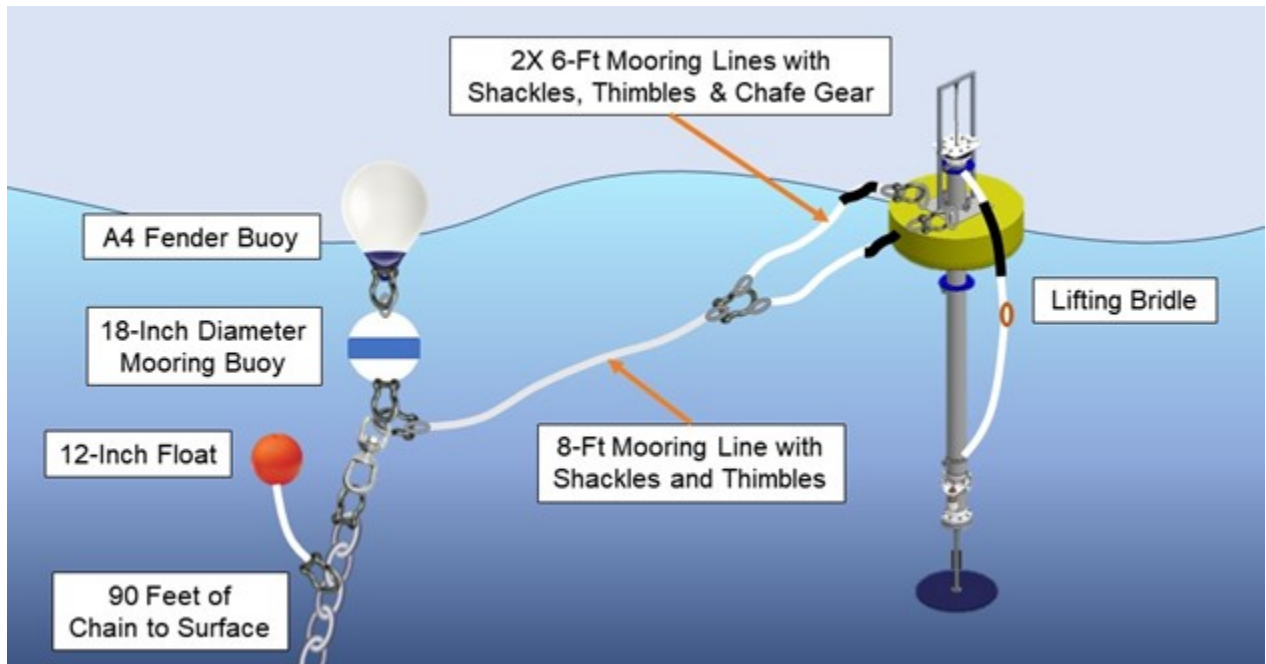 2X 6-Ft Mooring Lines with
Shackles, Thimbles & Chafe Gear
A4 Fender Buoy
18-Inch Diameter
Mooring Buoy
Lifting Bridle
12-Inch Float
8-Ft Mooring Line with
Shackles and Thimbles
90 Feet of
Chain to Surface